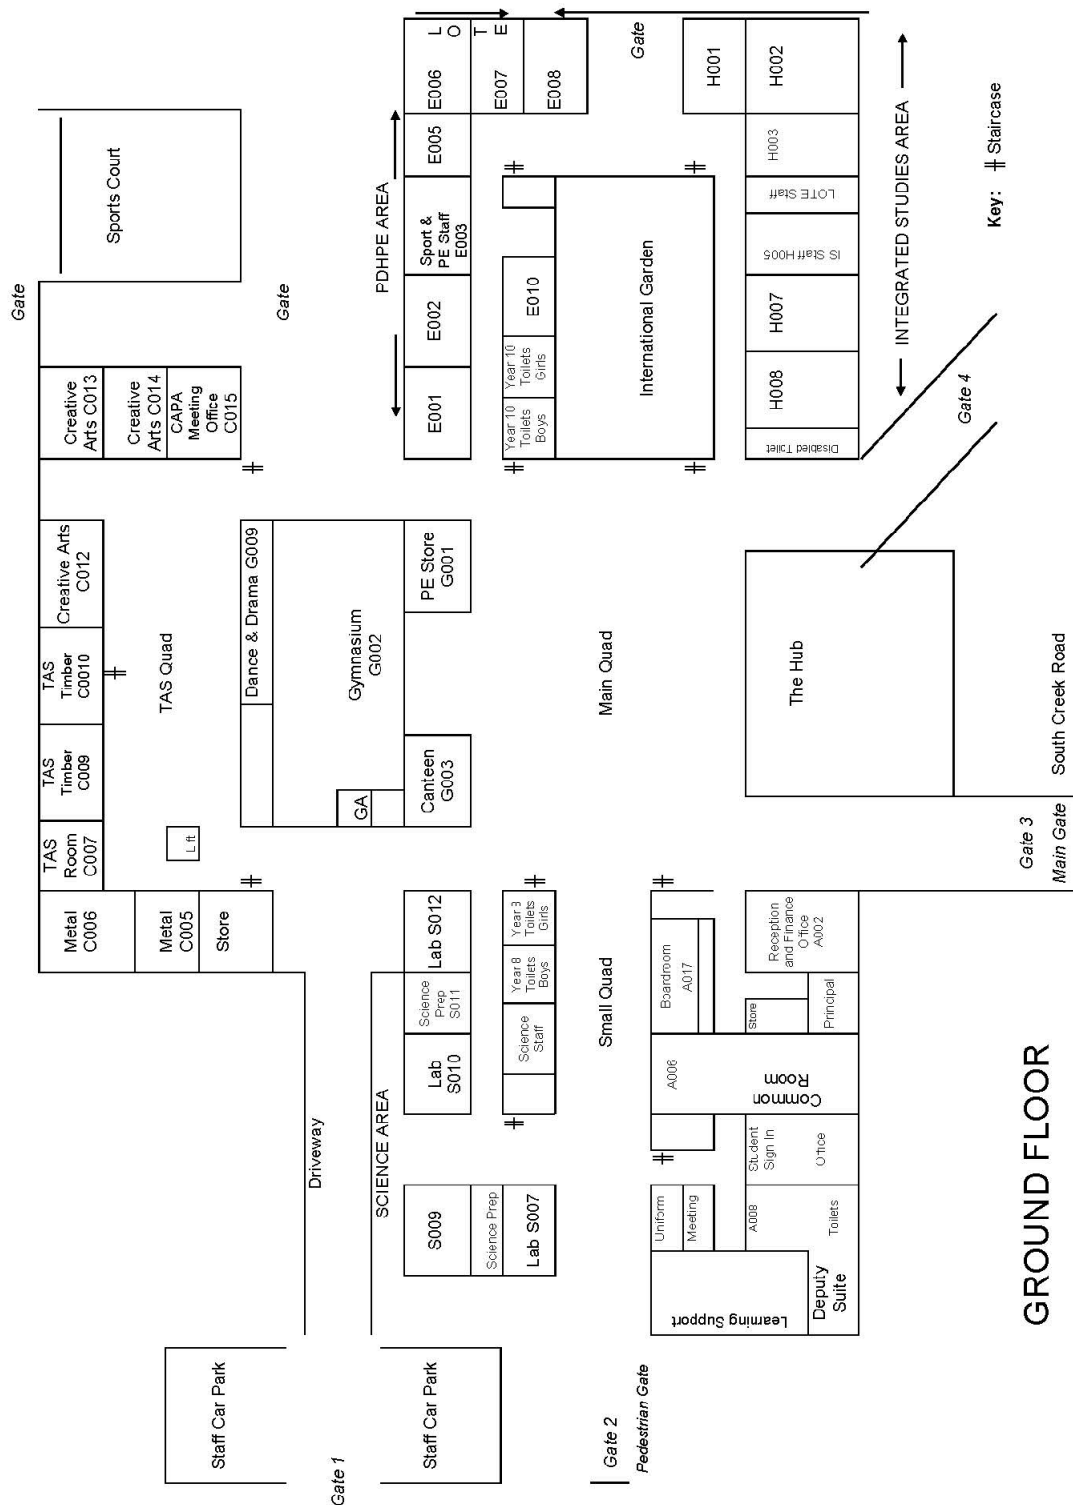 Gate
Sports Court
Gate
Creative
Arts C013
Creative
Arts C014
CAPA
Meeting
Office
C015
Creative Arts
C012
TAS
Timber
C0010
TAS
Timber
C009
TAS
Room
C007
Metal
C006
Metal
C005
Store
Lift
TAS Quad
Dance & Drama G009
Gymnasium
G002
PE Store
G001
Canteen
G003
GA
PDHPE AREA
E001
E002
Sport &
PE Staff
E003
E005
E006
E007
E008
L
O
T
E
Gate
Year 10
Toilets
Boys
Year 10
Toilets
Girls
E010
International Garden
H001
H002
H003
LOTE Staff
IS Staff H005
H007
H008
Disabled Toilet
INTEGRATED STUDIES AREA
Key:
Staircase
Gate 4
Main Quad
The Hub
South Creek Road
Gate 3
Main Gate
Driveway
SCIENCE AREA
Lab S012
Science
Prep
S011
Lab
S010
S009
Science Prep
Lab S007
Toilets
Girls
Year 8
Toilets
Boys
Science
Staff
Small Quad
Boardroom
A017
Reception
and Finance
Office
A002
Store
Principal
A006
Common
Room
Student
Sign In
Office
Uniform
Meeting
A008
Toilets
Learning Support
Deputy
Suite
Staff Car Park
Gate 1
Staff Car Park
Gate 2
Pedestrian Gate
GROUND FLOOR